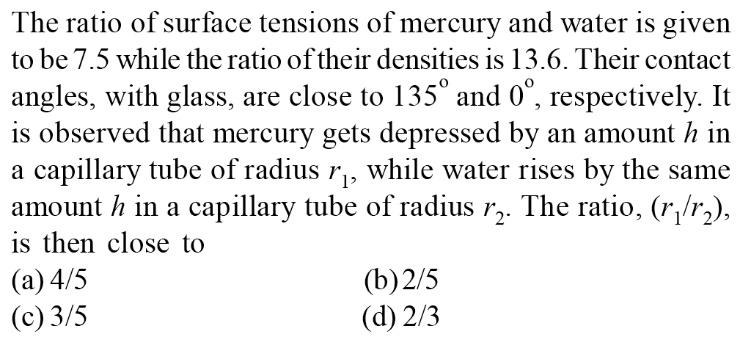 The ratio of surface tensions of mercury and water is given
to be 7.5 while the ratio of their densities is 13.6. Their contact
angles, with glass, are close to 135° and 0°, respectively. It
is observed that mercury gets depressed by an amount h in
a capillary tube of radius r₁, while water rises by the same
amount h in a capillary tube of radius r₂. The ratio, (r₁/r₂),
is then close to
(a) 4/5 (b) 2/5
(c) 3/5 (d) 2/3